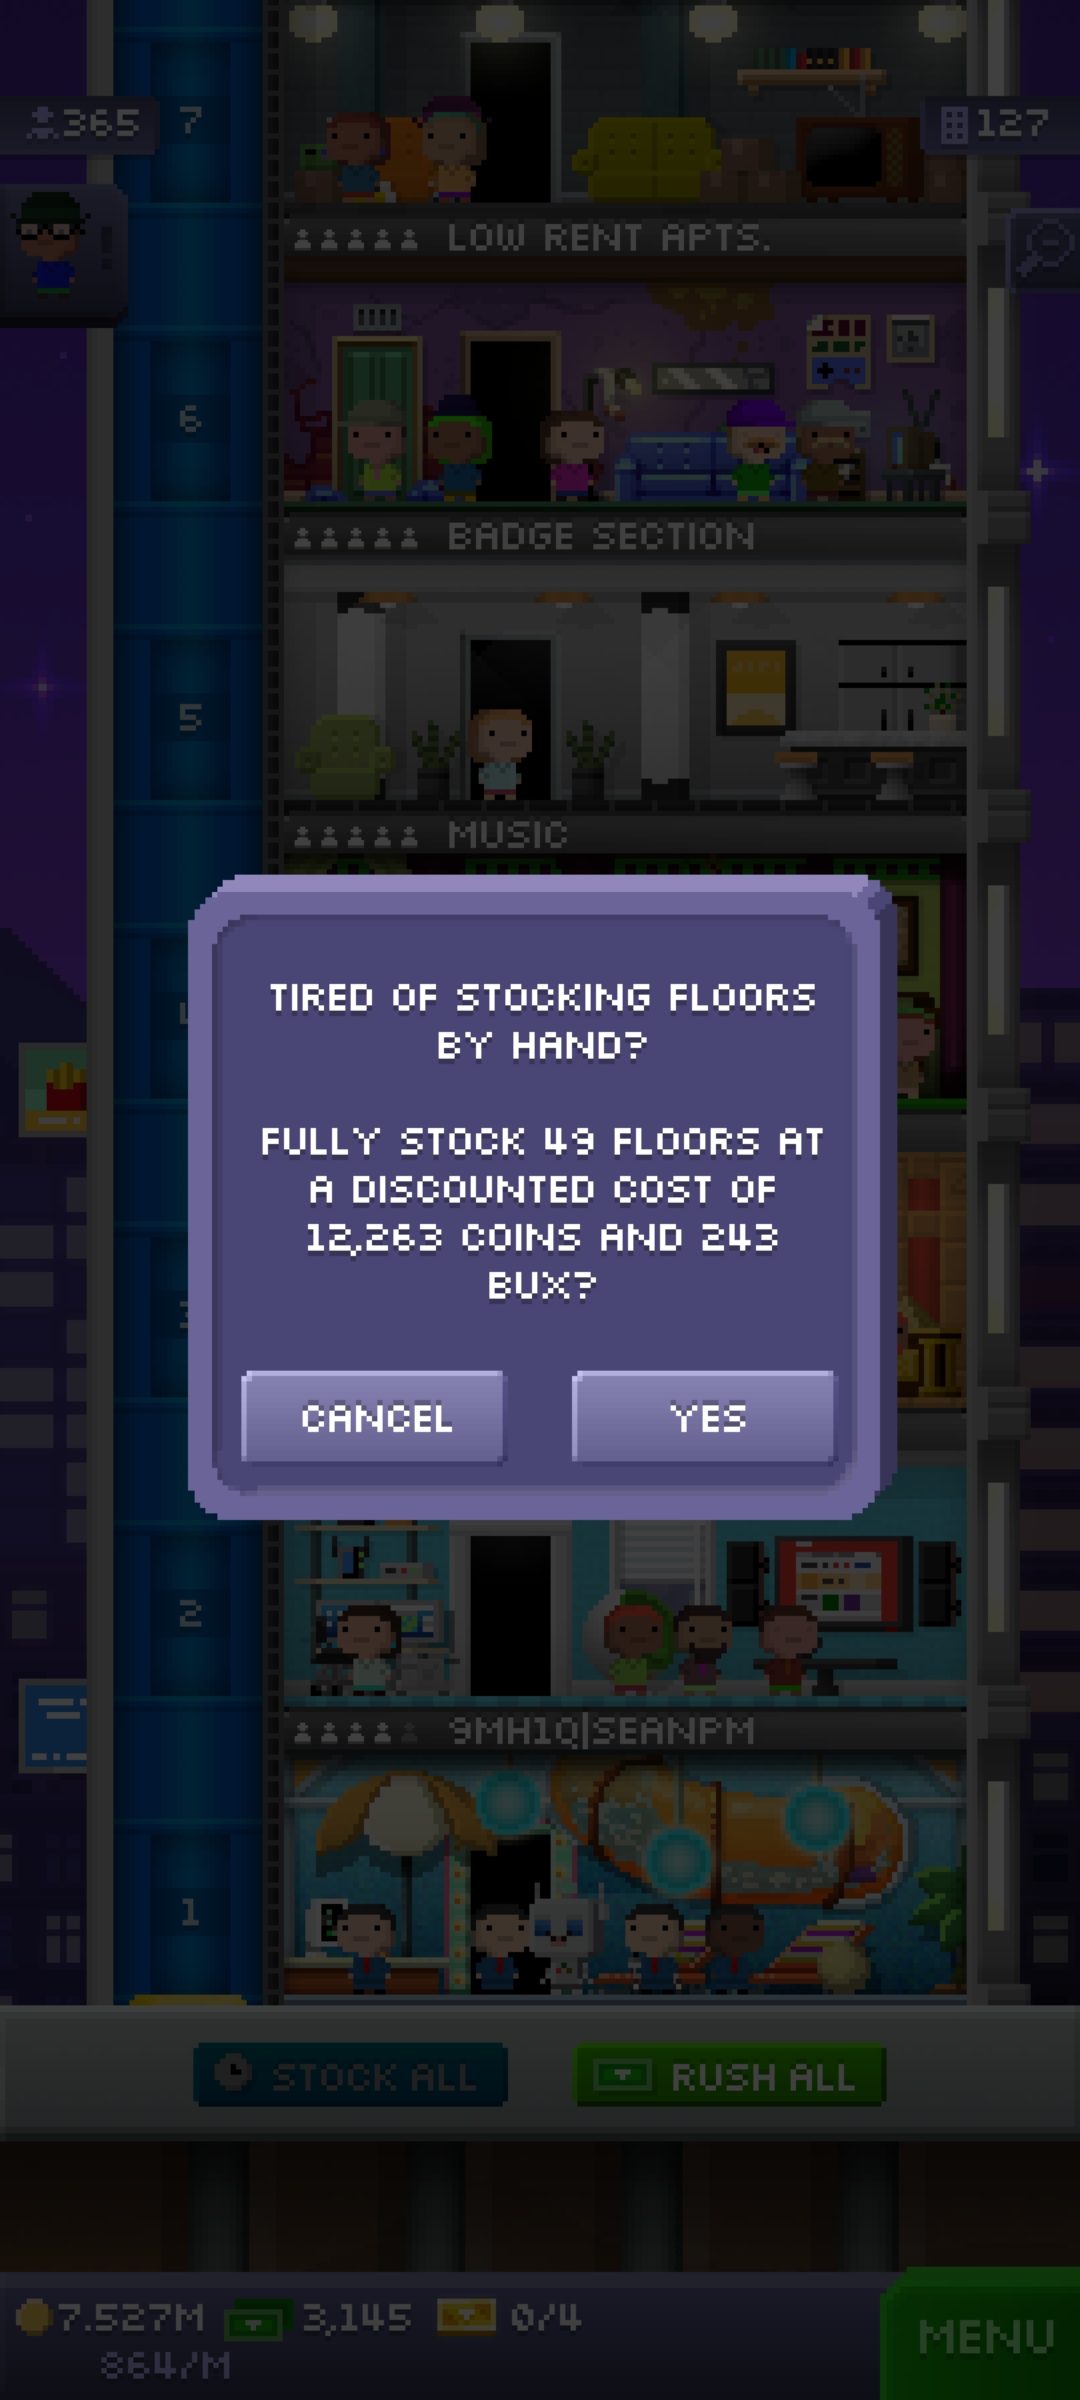 365
7
127
LOW RENT APTS.
6
BADGE SECTION
5
MUSIC
TIRED OF STOCKING FLOORS
BY HAND?
FULLY STOCK 49 FLOORS AT
A DISCOUNTED COST OF
12,263 COINS AND 243
BUX?
CANCEL
YES
2
9MH1Q|SEANPM
1
STOCK ALL
RUSH ALL
7.527M
3,145
0/4
864/M
MENU